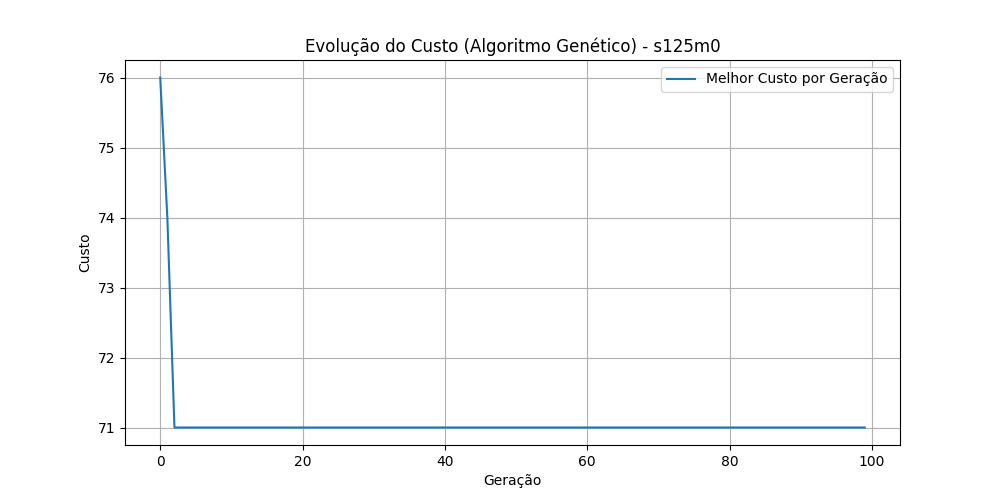 Evolução do Custo (Algoritmo Genético) - s125m0
Melhor Custo por Geração
76
75
74
73
72
71
Custo
0 20 40 60 80 100
Geração